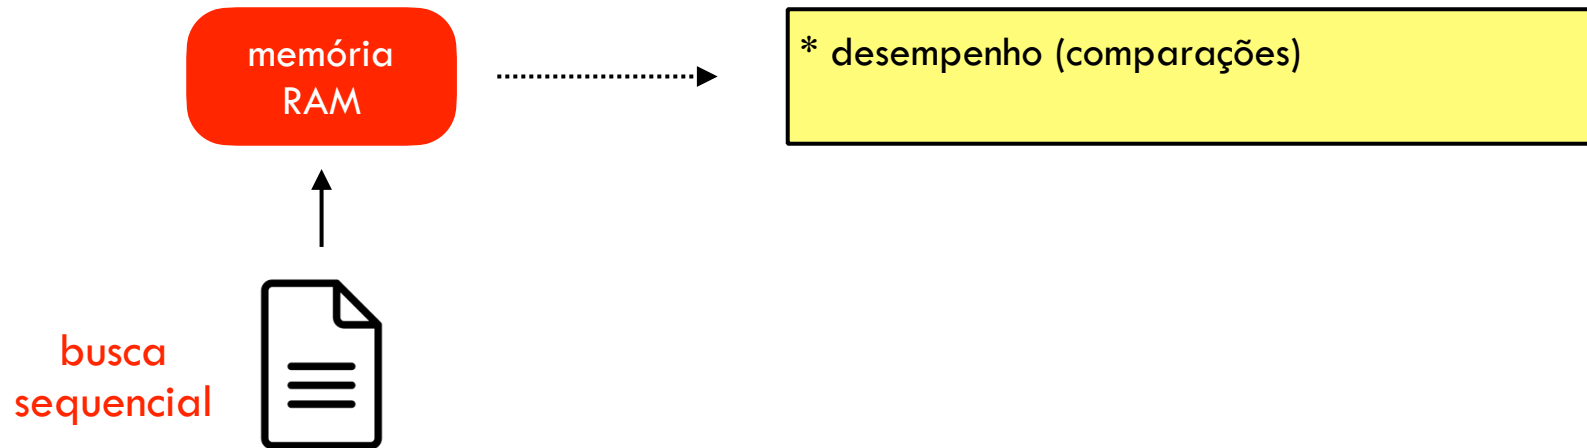 memória
RAM
* desempenho (comparações)
busca
sequencial